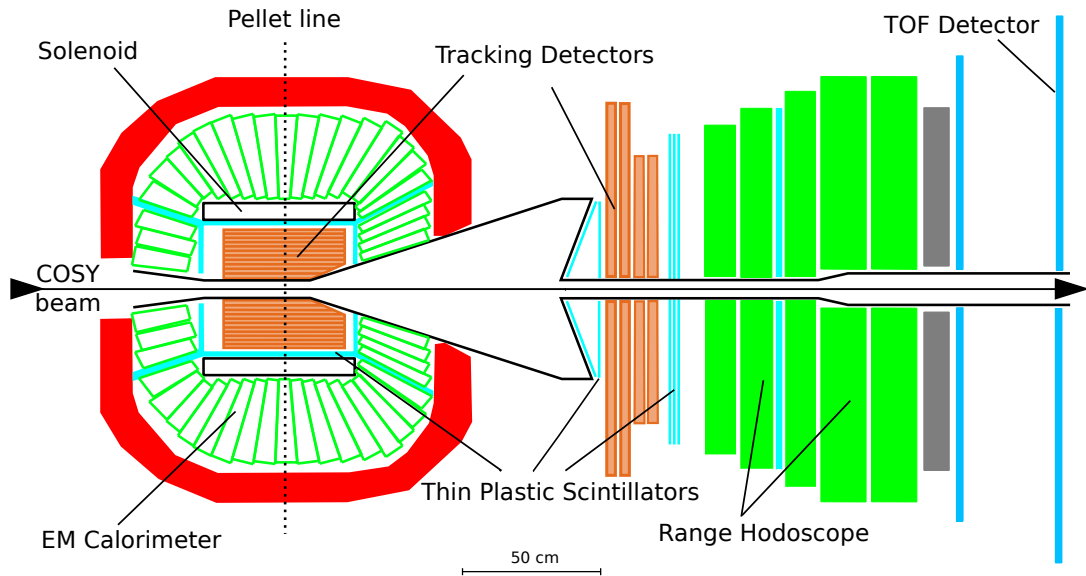 Pellet line
TOF Detector
Solenoid
Tracking Detectors
COSY
beam
Thin Plastic Scintillators
EM Calorimeter
Range Hodoscope
50 cm